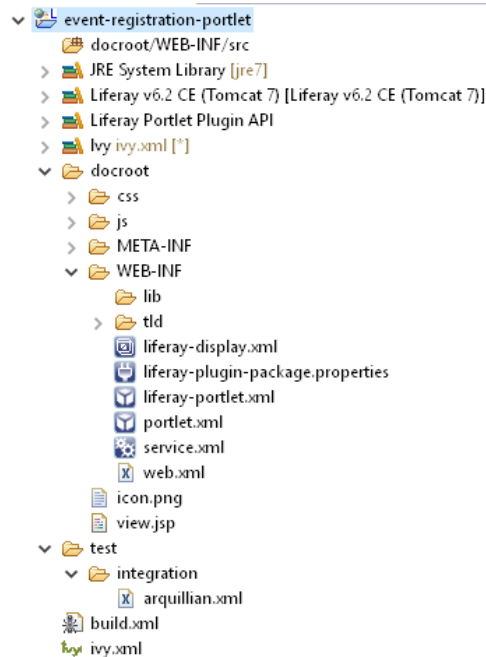 event-registration-portlet
docroot/WEB-INF/src
JRE System Library [jre7]
Liferay v6.2 CE (Tomcat 7) [Liferay v6.2 CE (Tomcat 7)]
Liferay Portlet Plugin API
Ivy ivy.xml [*]
docroot
css
js
META-INF
WEB-INF
lib
tld
liferay-display.xml
liferay-plugin-package.properties
liferay-portlet.xml
portlet.xml
service.xml
web.xml
icon.png
view.jsp
test
integration
arquillian.xml
build.xml
ivy.xml